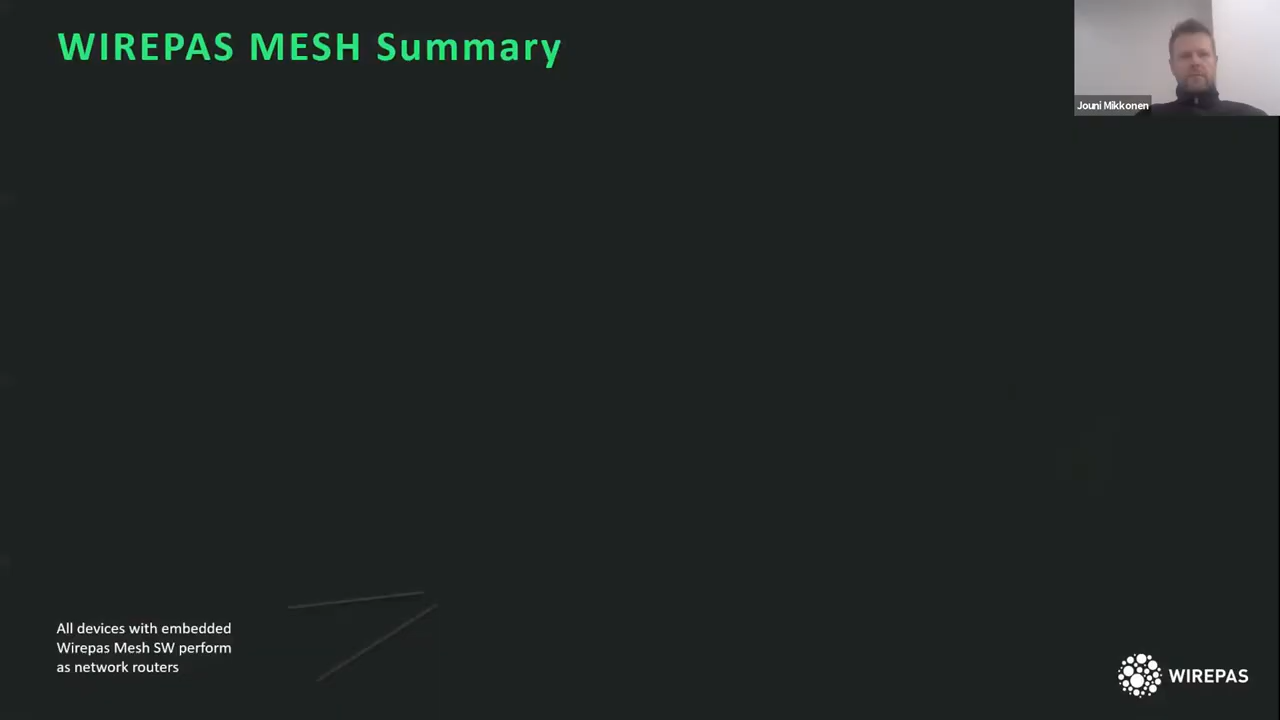 WIREPAS MESH Summary
Jouni Mikkonen
All devices with embedded
Wirepas Mesh SW perform
as network routers
WIREPAS